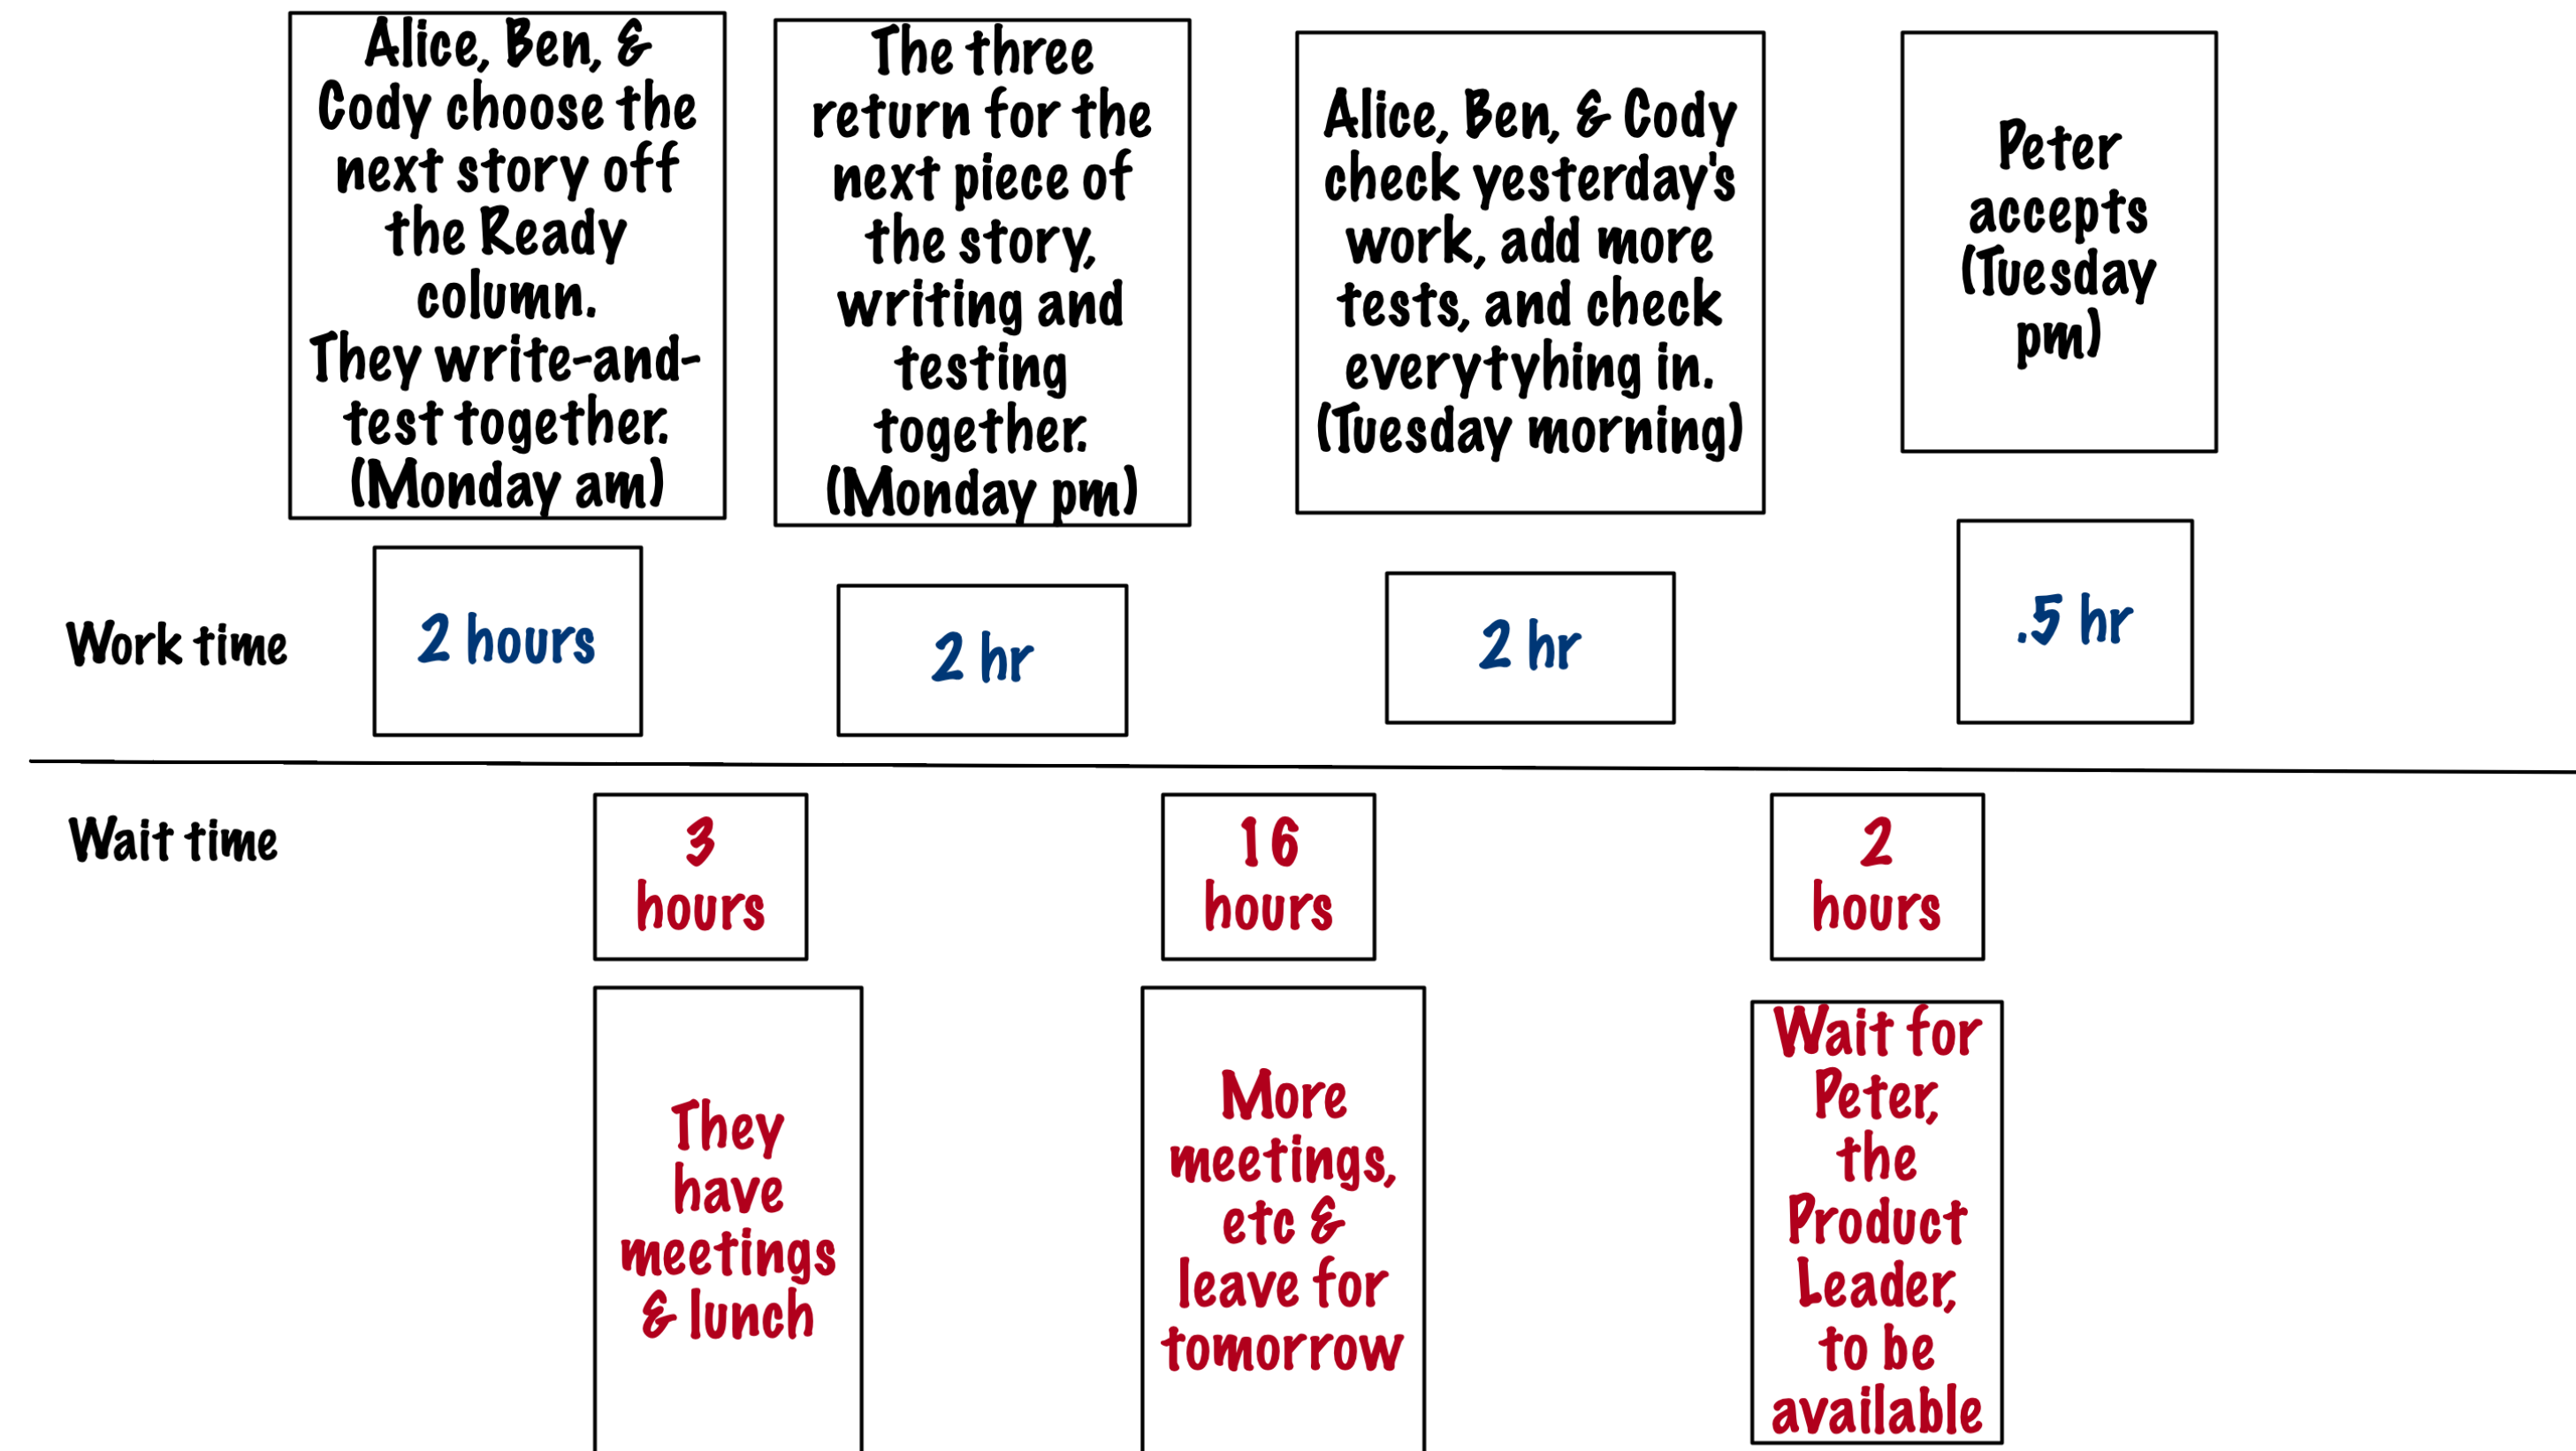 Alice, Ben, &
Cody choose the
next story off
the Ready
column.
They write-and-
test together.
(Monday am)
The three
return for the
next piece of
the story,
writing and
testing
together.
(Monday pm)
Alice, Ben, & Cody
check yesterday's
work, add more
tests, and check
everytyhing in.
(Tuesday morning)
Peter
accepts
(Tuesday
pm)
Work time
2 hours
2 hr
2 hr
.5 hr
Wait time
3
hours
16
hours
2
hours
They
have
meetings
& lunch
More
meetings,
etc &
leave for
tomorrow
Wait for
Peter,
the
Product
Leader,
to be
available